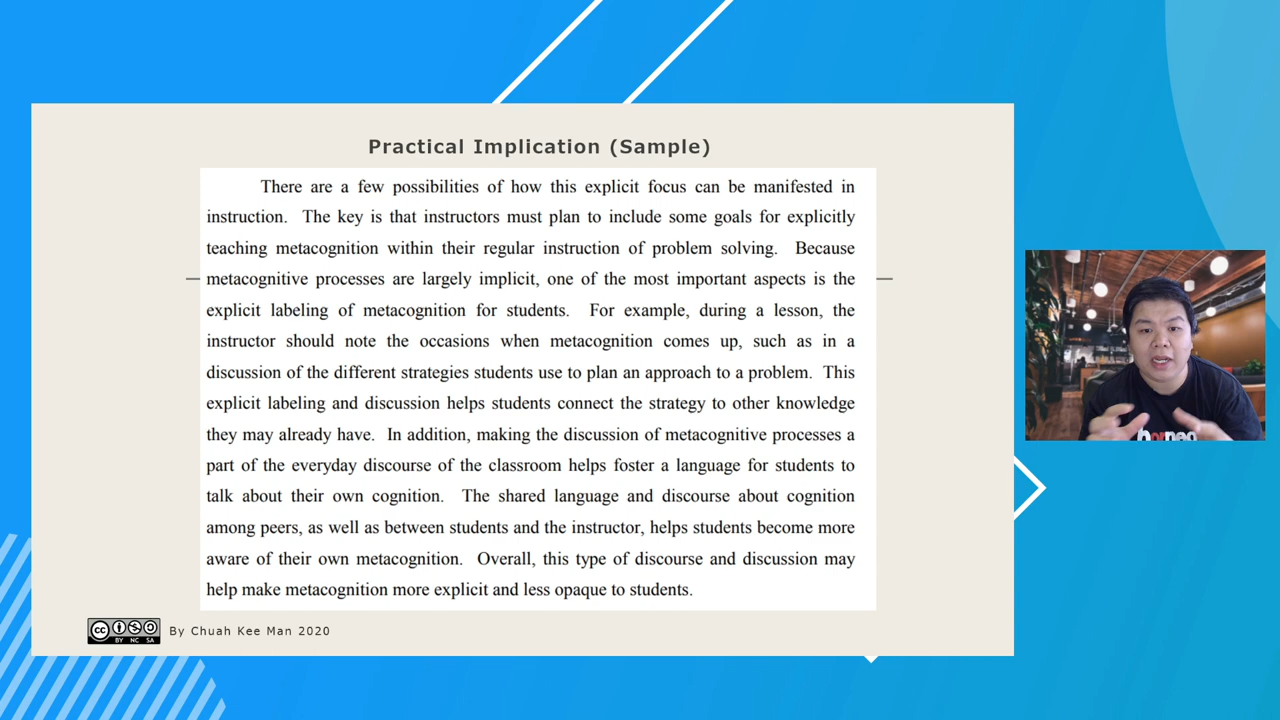 Practical Implication (Sample)
There are a few possibilities of how this explicit focus can be manifested in
instruction. The key is that instructors must plan to include some goals for explicitly
teaching metacognition within their regular instruction of problem solving. Because
metacognitive processes are largely implicit, one of the most important aspects is the
explicit labeling of metacognition for students. For example, during a lesson, the
instructor should note the occasions when metacognition comes up, such as in a
discussion of the different strategies students use to plan an approach to a problem. This
explicit labeling and discussion helps students connect the strategy to other knowledge
they may already have. In addition, making the discussion of metacognitive processes a
part of the everyday discourse of the classroom helps foster a language for students to
talk about their own cognition. The shared language and discourse about cognition
among peers, as well as between students and the instructor, helps students become more
aware of their own metacognition. Overall, this type of discourse and discussion may
help make metacognition more explicit and less opaque to students.
cc BY NC SA
By Chuah Kee Man 2020